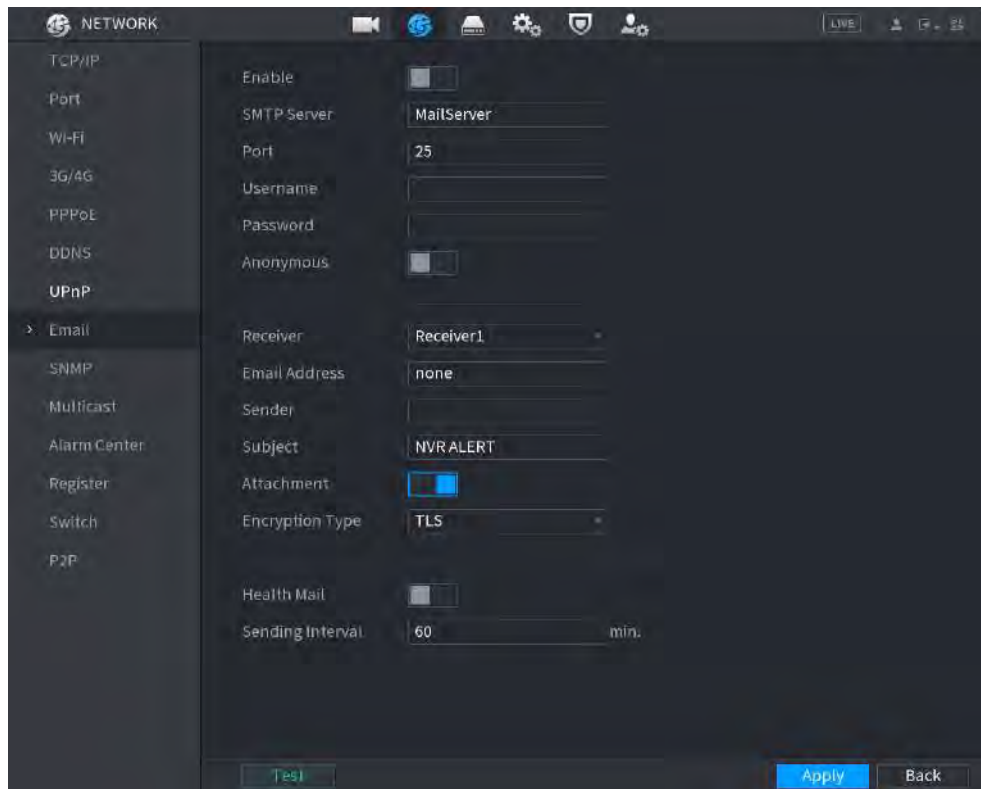 NETWORK
LIVE
TCP/IP
Port
Wi-Fi
3G/4G
PPPoE
DDNS
UPnP
> Email
SNMP
Multicast
Alarm Center
Register
Switch
P2P
Enable
SMTP Server MailServer
Port 25
Username
Password
Anonymous
Receiver Receiver1
Email Address none
Sender
Subject NVR ALERT
Attachment
Encryption Type TLS
Health Mail
Sending Interval 60 min.
Test Apply Back